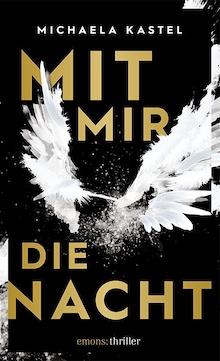 MICHAELA KASTEL
MIT
MIR
DIE
NACHT
emons: thriller